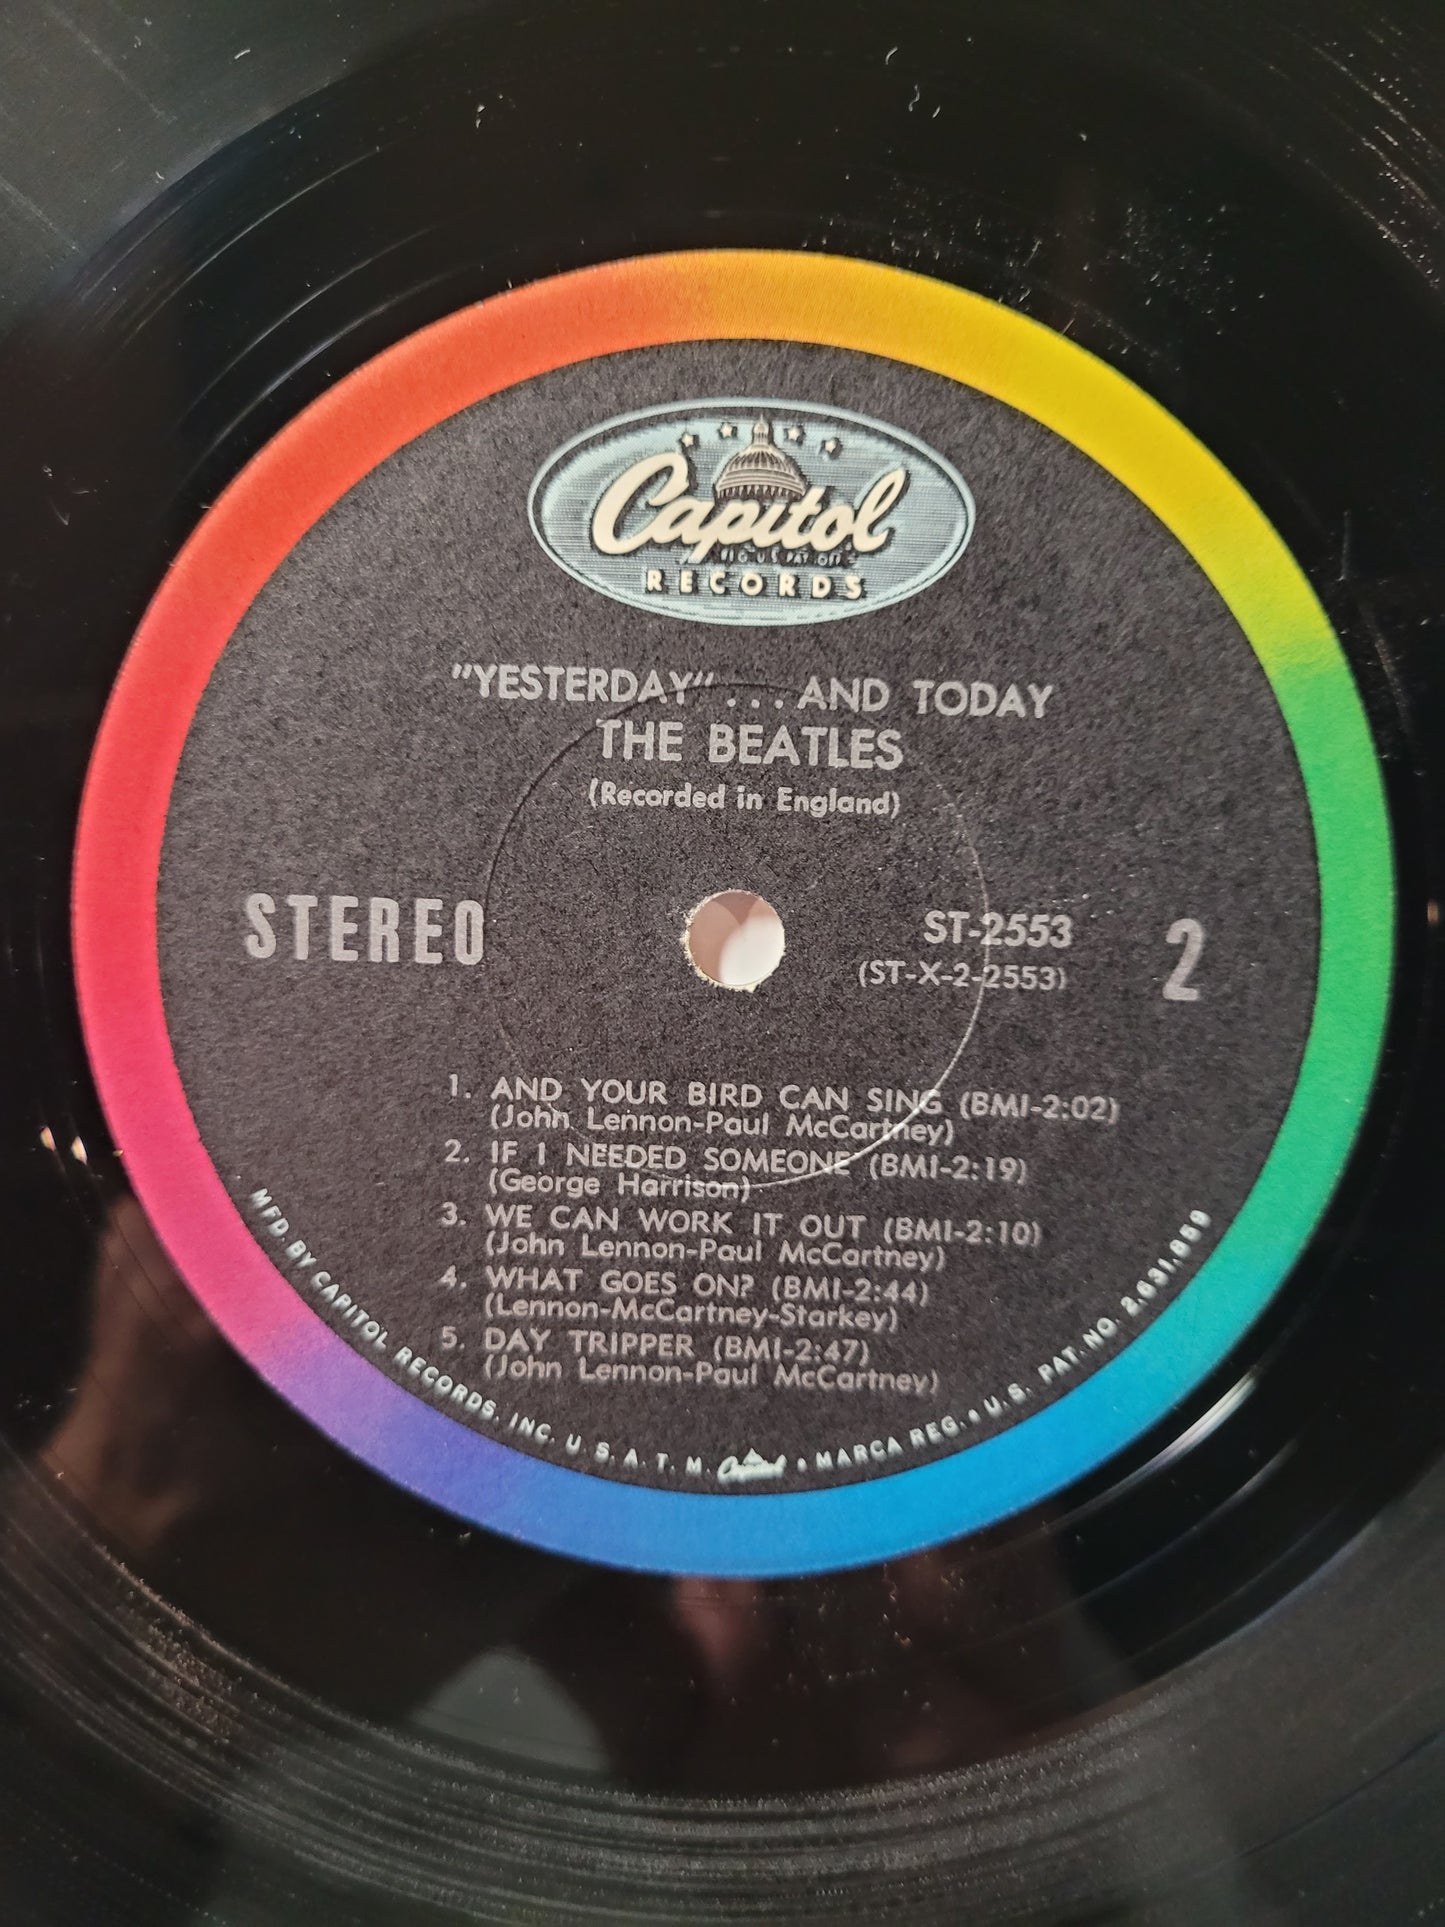 Capitol
RECORDS
"YESTERDAY" . . . AND TODAY
THE BEATLES
(Recorded in England)
STEREO
ST-2553
(ST-X-2-2553)
2
1. AND YOUR BIRD CAN SING (BMI-2:02)
(John Lennon-Paul McCartney)
2. IF I NEEDED SOMEONE (BMI-2:19)
(George Harrison)
3. WE CAN WORK IT OUT (BMI-2:10)
(John Lennon-Paul McCartney)
4. WHAT GOES ON? (BMI-2:44)
(Lennon-McCartney-Starkey)
5. DAY TRIPPER (BMI-2:47)
(John Lennon-Paul McCartney)
MFD. BY CAPITOL RECORDS, INC. U. S. A. T. M. Capitol • MARCA REG. • U. S. PAT. NO. 2,631,859